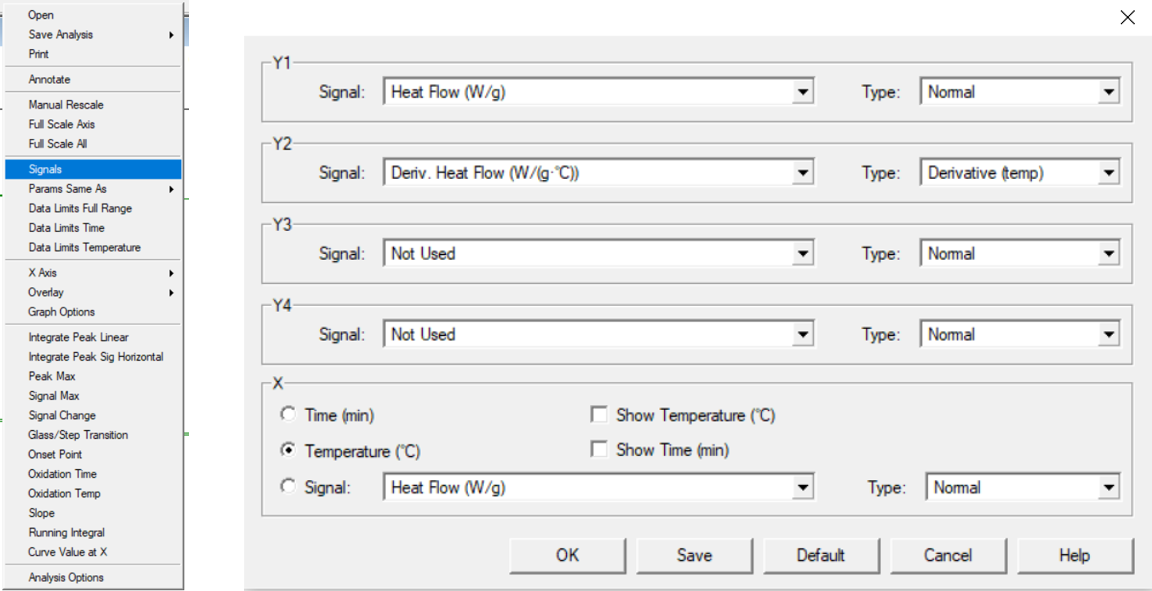 Open
Save Analysis
Print
Annotate
Manual Rescale
Full Scale Axis
Full Scale All
Signals
Params Same As
Data Limits Full Range
Data Limits Time
Data Limits Temperature
X Axis
Overlay
Graph Options
Integrate Peak Linear
Integrate Peak Sig Horizontal
Peak Max
Signal Max
Signal Change
Glass/Step Transition
Onset Point
Oxidation Time
Oxidation Temp
Slope
Running Integral
Curve Value at X
Analysis Options
Y1
Signal: Heat Flow (W/g) Type: Normal
Y2
Signal: Deriv. Heat Flow (W/(g·°C)) Type: Derivative (temp)
Y3
Signal: Not Used Type: Normal
Y4
Signal: Not Used Type: Normal
X
Time (min) Show Temperature (°C)
Temperature (°C) Show Time (min)
Signal: Heat Flow (W/g) Type: Normal
OK Save Default Cancel Help